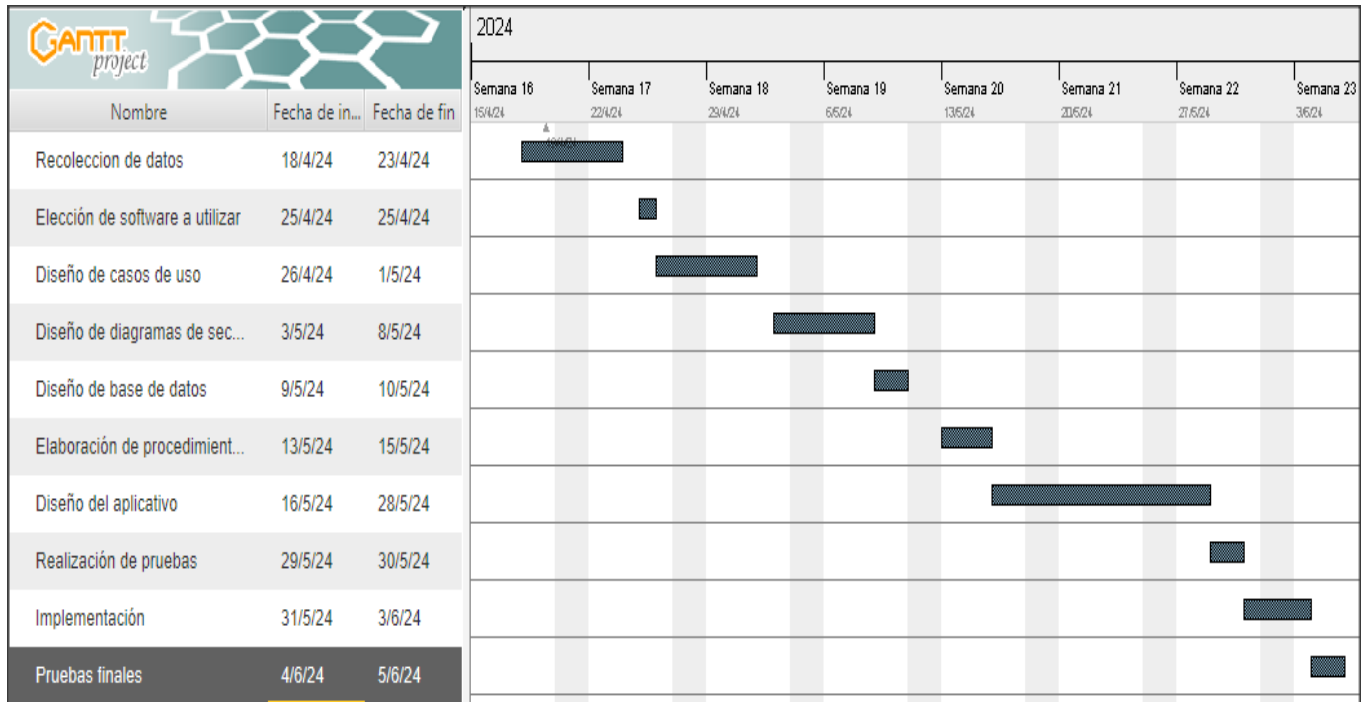 GANTT
project
2024
Semana 16 Semana 17 Semana 18 Semana 19 Semana 20 Semana 21 Semana 22 Semana 23
15/4/24 22/4/24 29/4/24 6/5/24 13/5/24 20/5/24 27/5/24 3/6/24
Nombre Fecha de in... Fecha de fin
Recoleccion de datos 18/4/24 23/4/24
Elección de software a utilizar 25/4/24 25/4/24
Diseño de casos de uso 26/4/24 1/5/24
Diseño de diagramas de sec... 3/5/24 8/5/24
Diseño de base de datos 9/5/24 10/5/24
Elaboración de procedimient... 13/5/24 15/5/24
Diseño del aplicativo 16/5/24 28/5/24
Realización de pruebas 29/5/24 30/5/24
Implementación 31/5/24 3/6/24
Pruebas finales 4/6/24 5/6/24